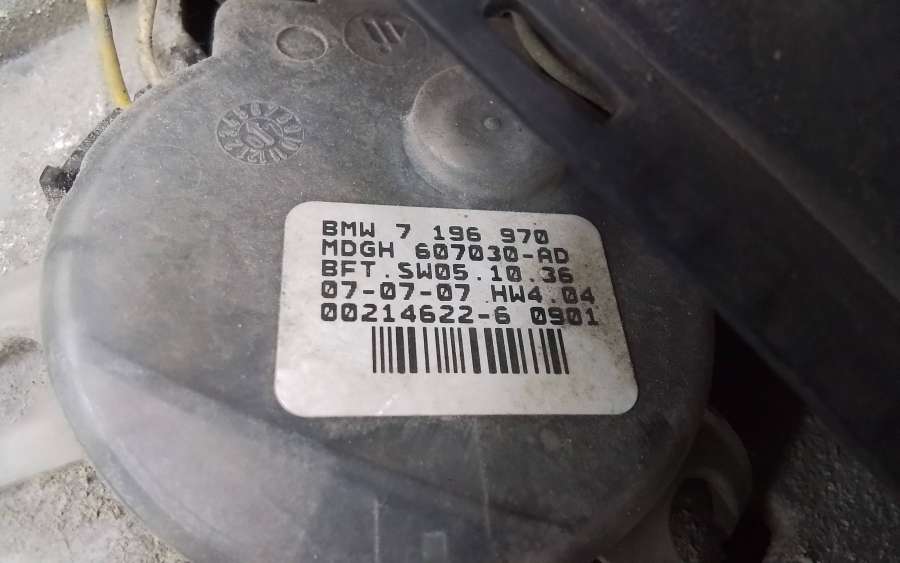 BMW 7 196 970
MDGH 607030-AD
BFT.SW05.10.36
07-07-07 HW4.04
00214622-6 0901